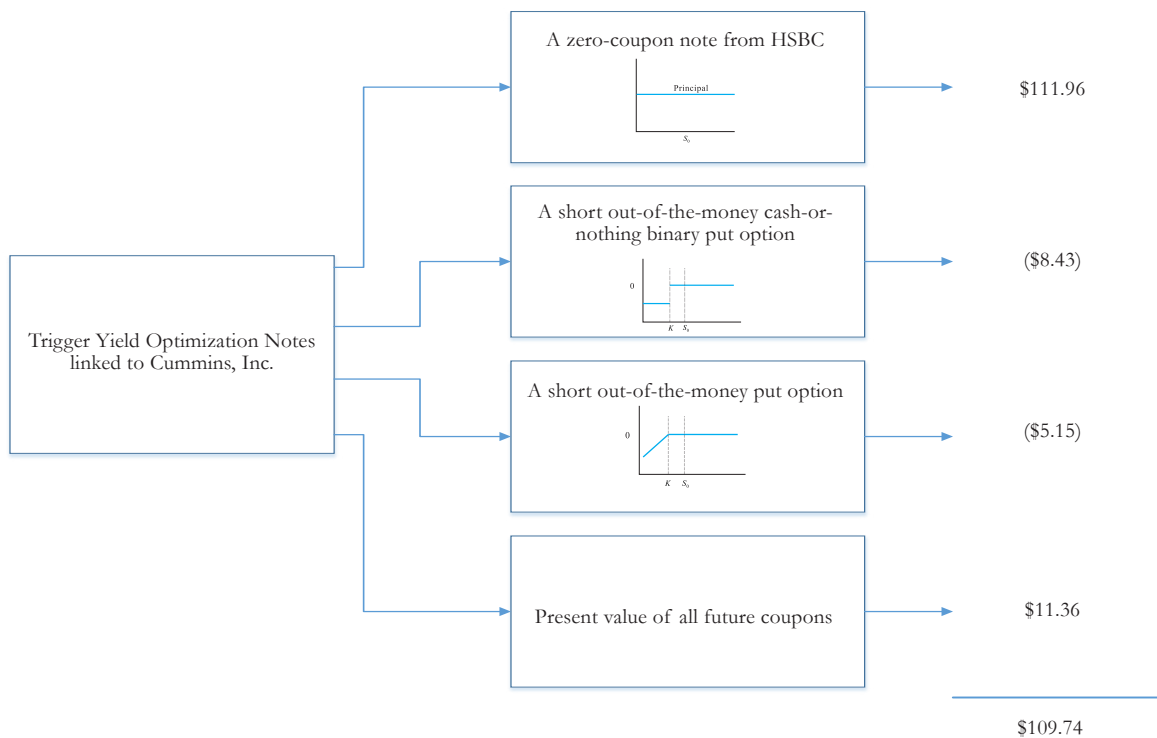 A zero-coupon note from HSBC
Principal
S₀
$111.96
A short out-of-the-money cash-or-
nothing binary put option
0
K S₀
($8.43)
Trigger Yield Optimization Notes
linked to Cummins, Inc.
A short out-of-the-money put option
0
K S₀
($5.15)
Present value of all future coupons
$11.36
$109.74